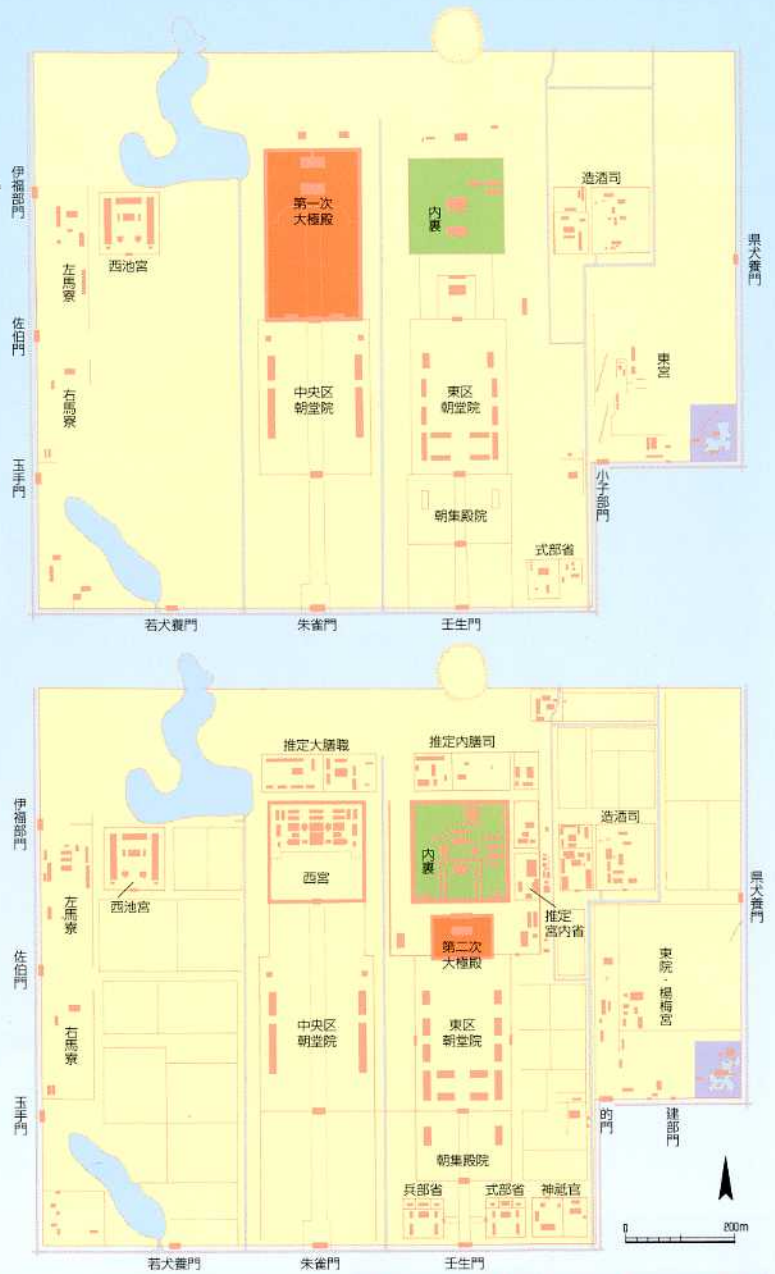 伊福部門
左馬寮
西池宮
佐伯門
右馬寮
玉手門
第一次
大極殿
内裏
造酒司
県犬養門
中央区
朝堂院
東区
朝堂院
東宮
朝集殿院
小子部門
式部省
若犬養門
朱雀門
壬生門
推定大膳職
推定内膳司
伊福部門
左馬寮
西池宮
西宮
内裏
造酒司
推定
宮内省
県犬養門
佐伯門
第二次
大極殿
右馬寮
中央区
朝堂院
東区
朝堂院
東院・楊梅宮
玉手門
的門
建部門
朝集殿院
兵部省
式部省
神祇官
若犬養門
朱雀門
壬生門
0
200m